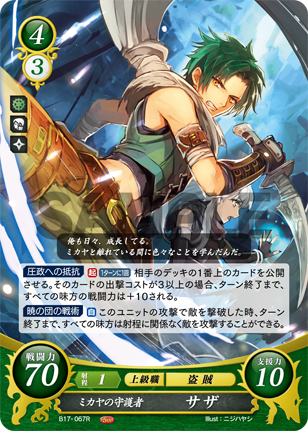 4
3
俺も日々、成長してる。
ミカヤと離れている間に色々なことを学んだんだ。
圧政への抵抗 起 1ターンに1回 相手のデッキの1番上のカードを公開
させる。そのカードの出撃コストが3以上の場合、ターン終了まで、
すべての味方の戦闘力は+10される。
暁の団の戦術 自 このユニットの攻撃で敵を撃破した時、ターン
終了まで、すべての味方は射程に関係なく敵を攻撃することができる。
戦闘力 70
射程 1 上級職 盗賊
支援力 10
ミカヤの守護者 サザ
B17-067R Illust:ニジハヤシ